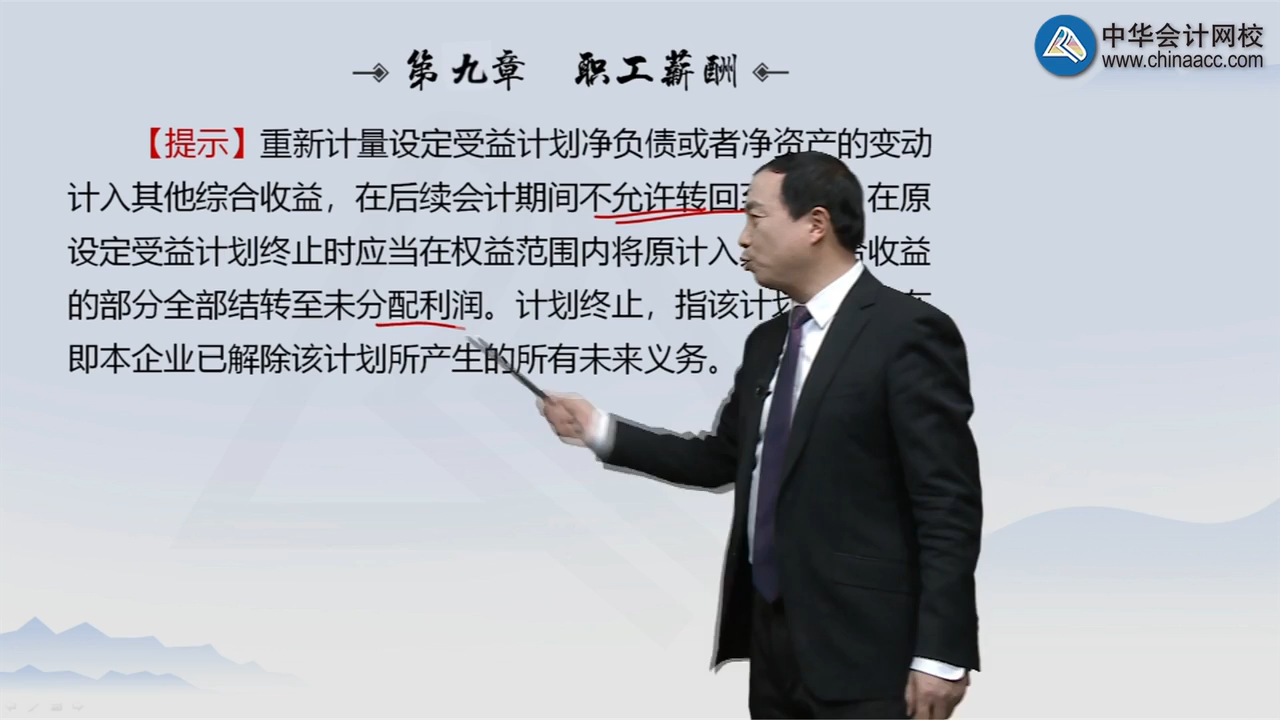 中华会计网校
www.chinaacc.com
第九章 职工薪酬
【提示】重新计量设定受益计划净负债或者净资产的变动
计入其他综合收益，在后续会计期间不允许转回 在原
设定受益计划终止时应当在权益范围内将原计入 收益
的部分全部结转至未分配利润。计划终止，指该计
即本企业已解除该计划所产生的所有未来义务。